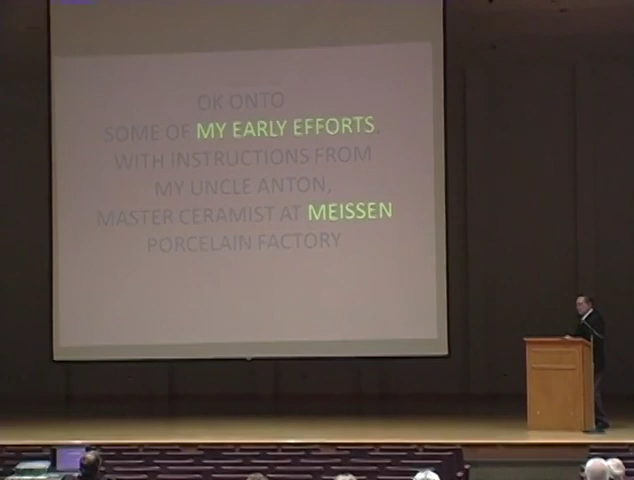 OK ONTO
SOME OF MY EARLY EFFORTS,
WITH INSTRUCTIONS FROM
MY UNCLE ANTON,
MASTER CERAMIST AT MEISSEN
PORCELAIN FACTORY